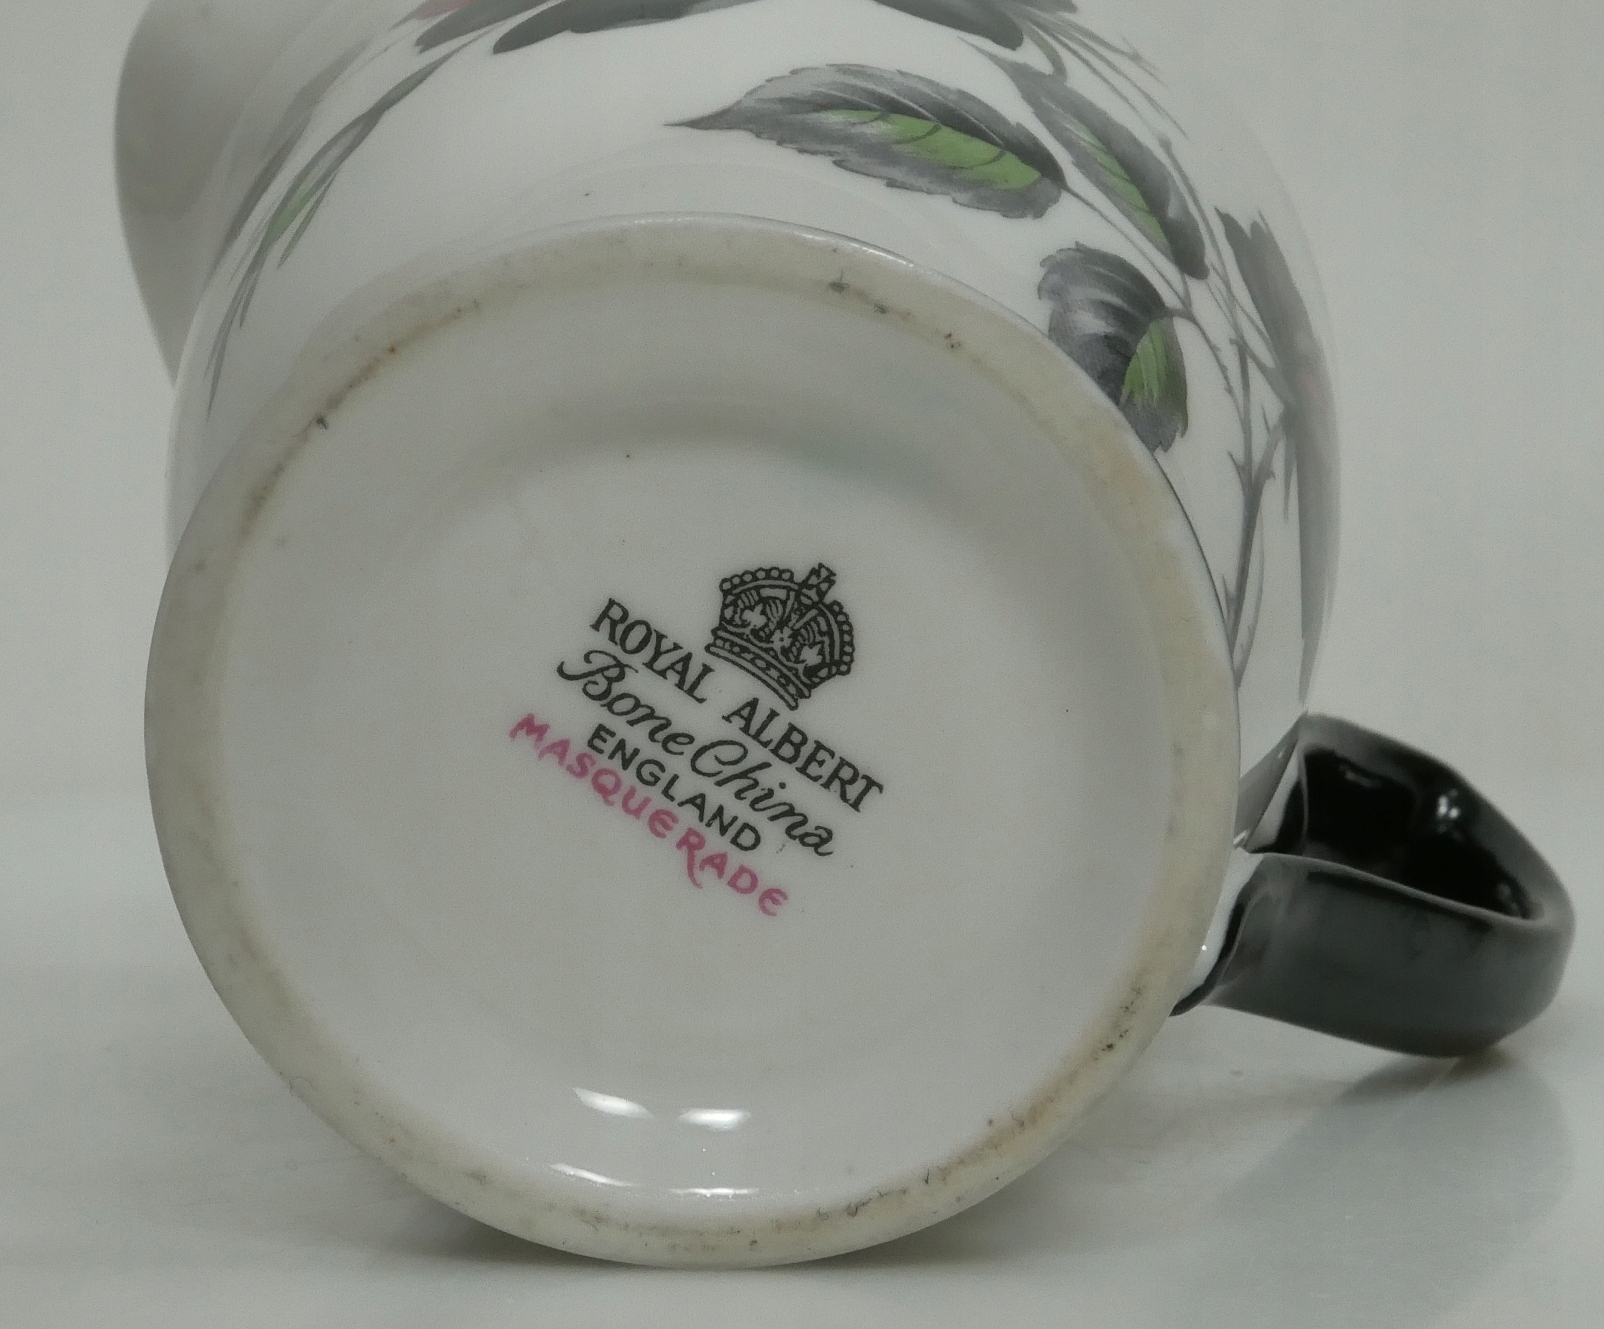 ROYAL ALBERT
Bone China
ENGLAND
MASQUERADE